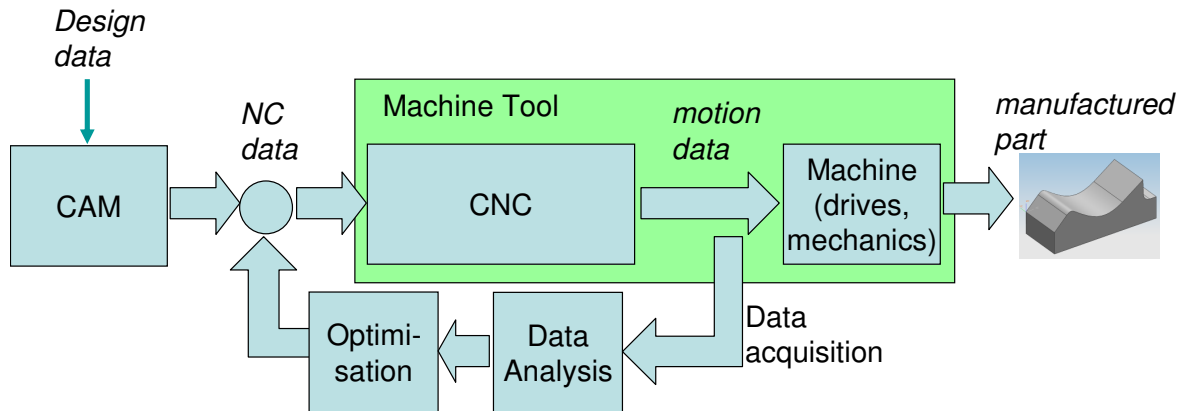 Design
data
NC
data
Machine Tool
motion
data
manufactured
part
CAM
CNC
Machine
(drives,
mechanics)
Optimi-
sation
Data
Analysis
Data
acquisition